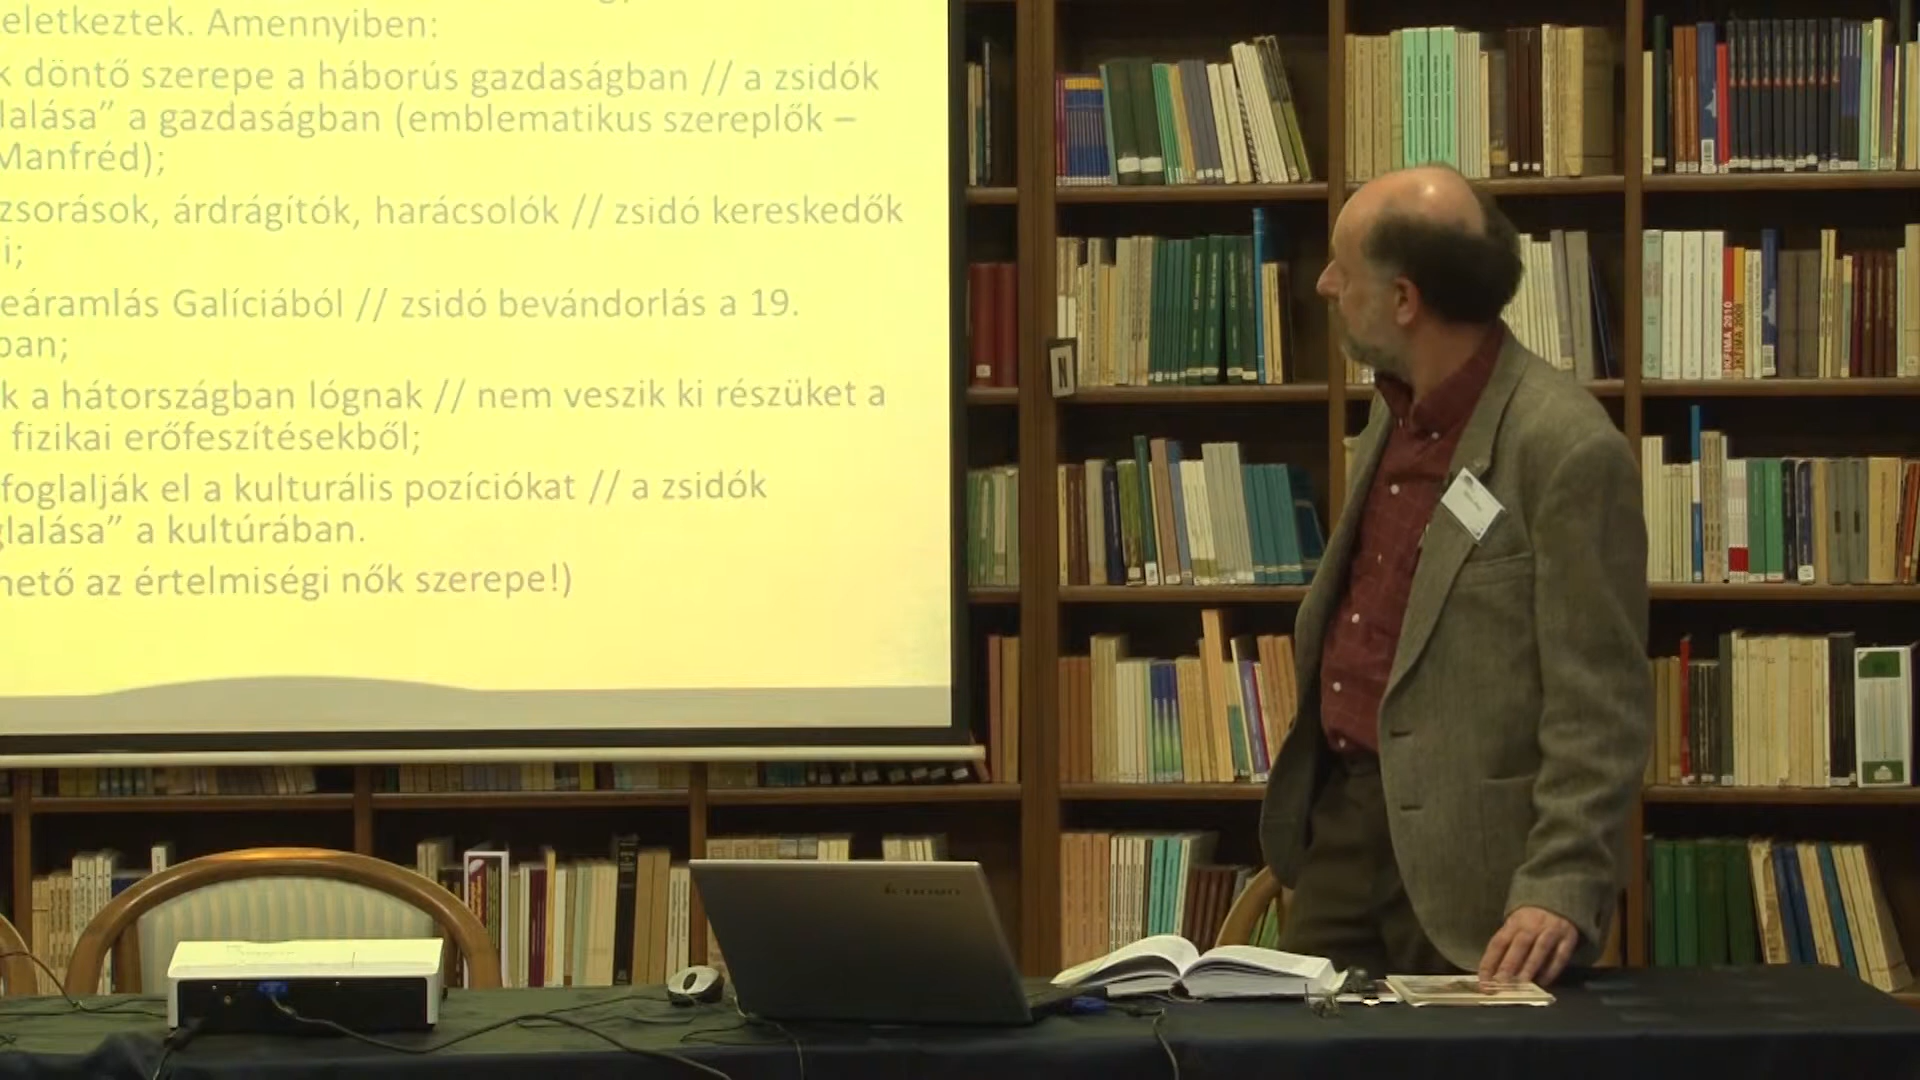 eletkeztek. Amennyiben:
k döntő szerepe a háborús gazdaságban // a zsidók
lalása” a gazdaságban (emblematikus szereplők –
Manfréd);
zsorások, árdrágítók, harácsolók // zsidó kereskedők
i;
eáramlás Galíciából // zsidó bevándorlás a 19.
ban;
k a hátországban lógnak // nem veszik ki részüket a
fizikai erőfeszítésekből;
foglalják el a kulturális pozíciókat // a zsidók
glalása” a kultúrában.
hető az értelmiségi nők szerepe!)
N